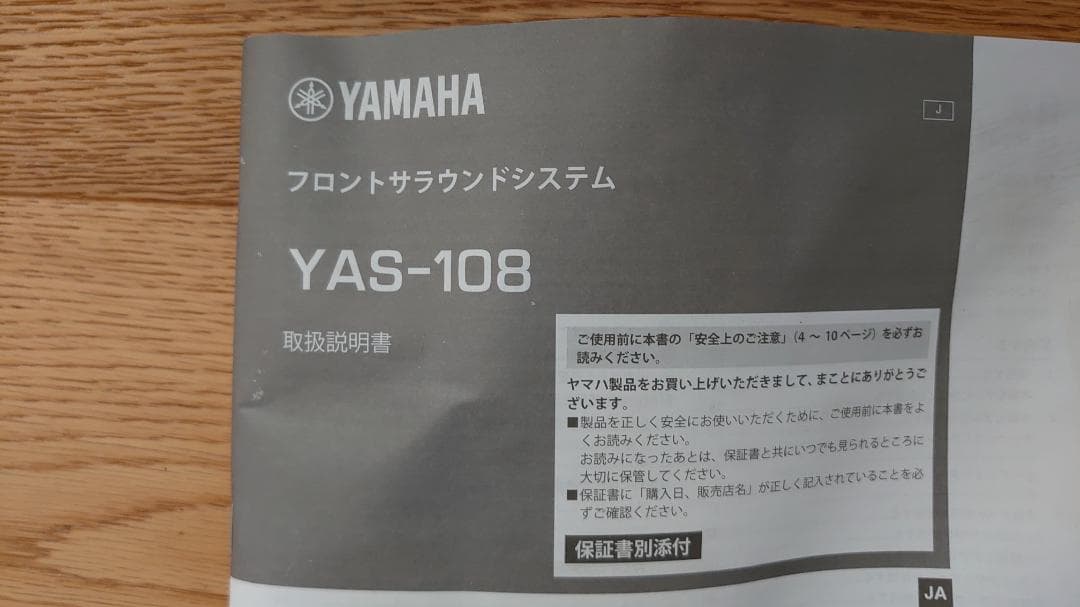 YAMAHA
J
フロントサラウンドシステム
YAS-108
取扱説明書
ご使用前に本書の「安全上のご注意」（4 ～ 10ページ）を必ずお
読みください。
ヤマハ製品をお買い上げいただきまして、まことにありがとうご
ざいます。
■製品を正しく安全にお使いいただくために、ご使用前に本書をよ
くお読みください。
お読みになったあとは、保証書と共にいつでも見られるところに
大切に保管してください。
■保証書に「購入日、販売店名」が正しく記入されていることを必
ずご確認ください。
保証書別添付
JA